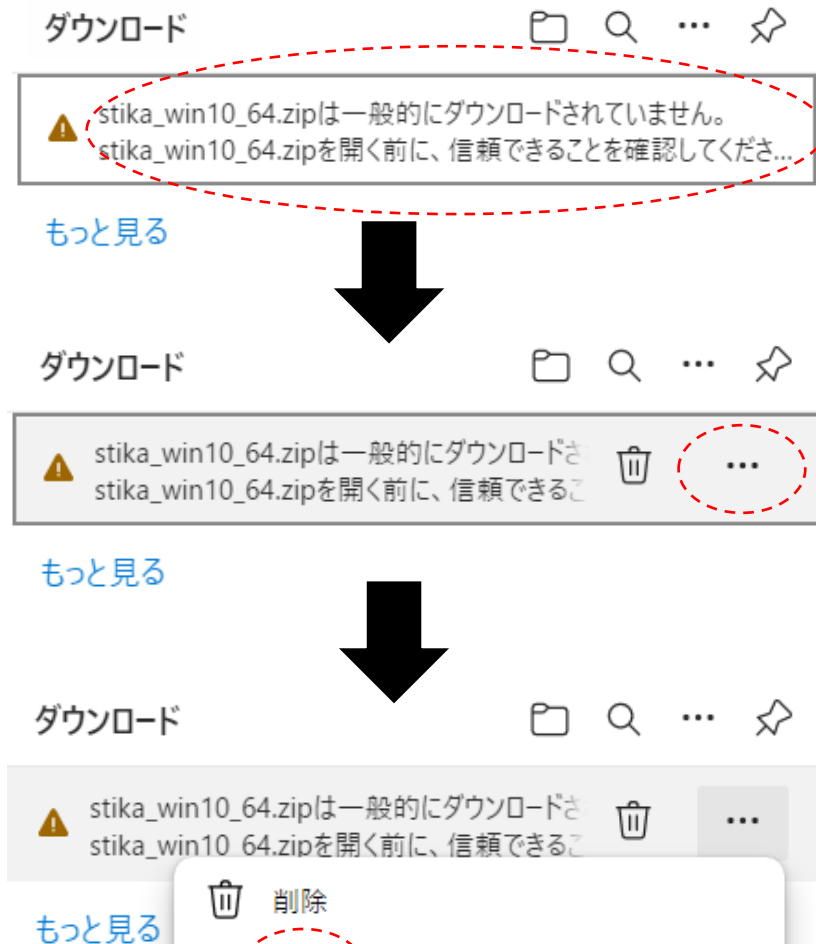 ダウンロード
stika_win10_64.zipは一般的にダウンロードされていません。
stika_win10_64.zipを開く前に、信頼できることを確認してくださ...
もっと見る
ダウンロード
stika_win10_64.zipは一般的にダウンロードさ
stika_win10_64.zipを開く前に、信頼できるこ
もっと見る
ダウンロード
stika_win10_64.zipは一般的にダウンロードさ
stika_win10_64.zipを開く前に、信頼できるこ
削除
もっと見る